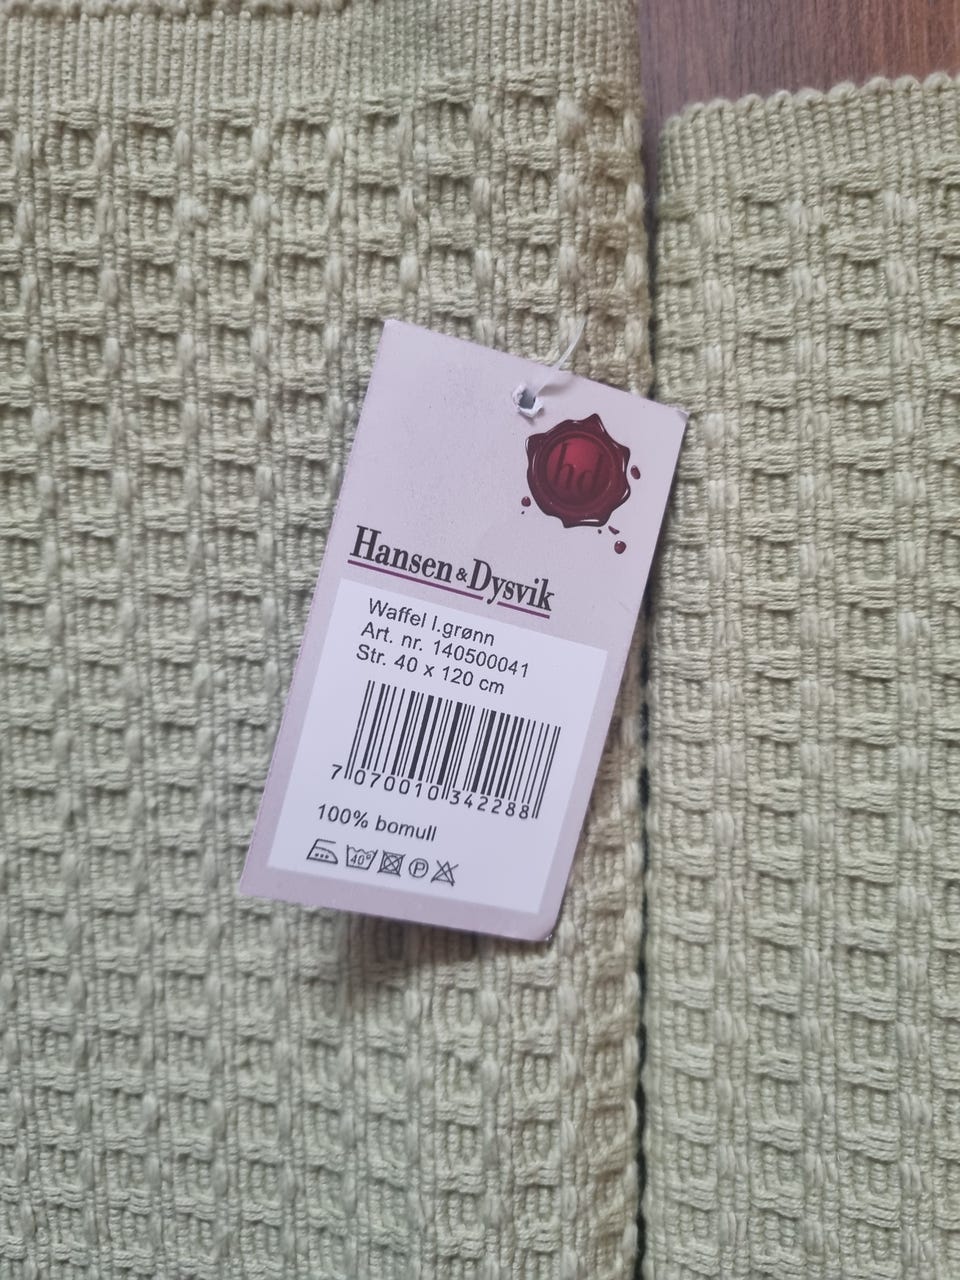 hd
Hansen & Dysvik
Waffel l.grønn
Art. nr. 140500041
Str. 40 x 120 cm
7 070010 342288
100% bomull
40° P